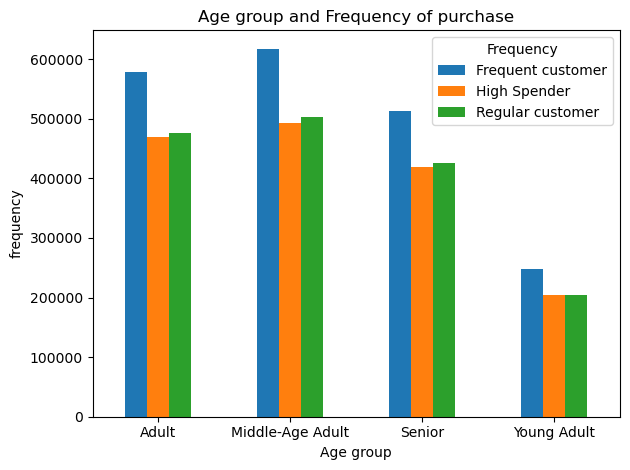 Age group and Frequency of purchase
Frequency
Frequent customer
High Spender
Regular customer
frequency
600000
500000
400000
300000
200000
100000
0
Adult
Middle-Age Adult
Senior
Young Adult
Age group